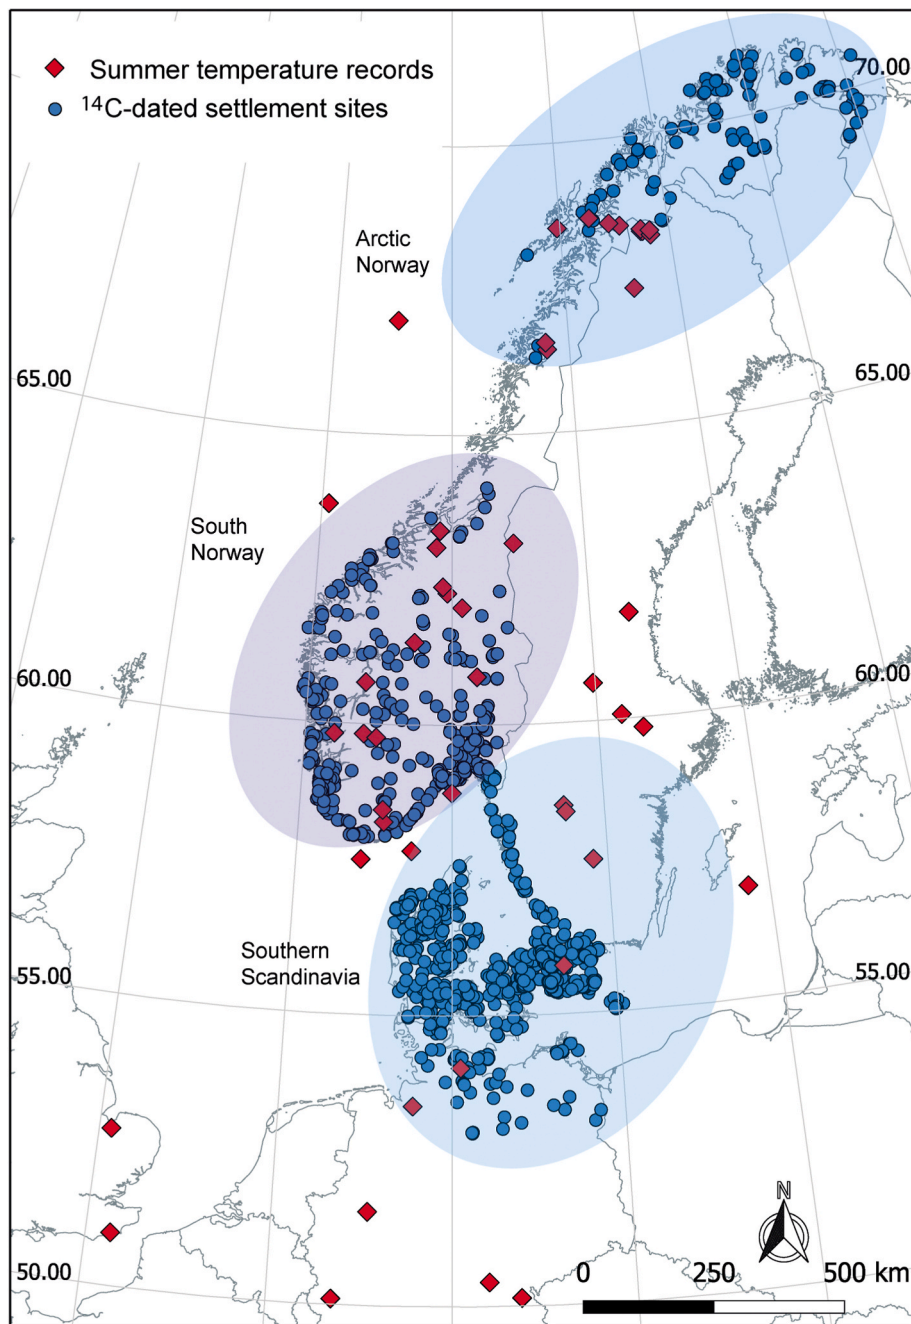 Summer temperature records
¹⁴C-dated settlement sites
70.00
Arctic
Norway
65.00
65.00
South
Norway
60.00
60.00
Southern
Scandinavia
55.00
55.00
N
50.00
0 250 500 km